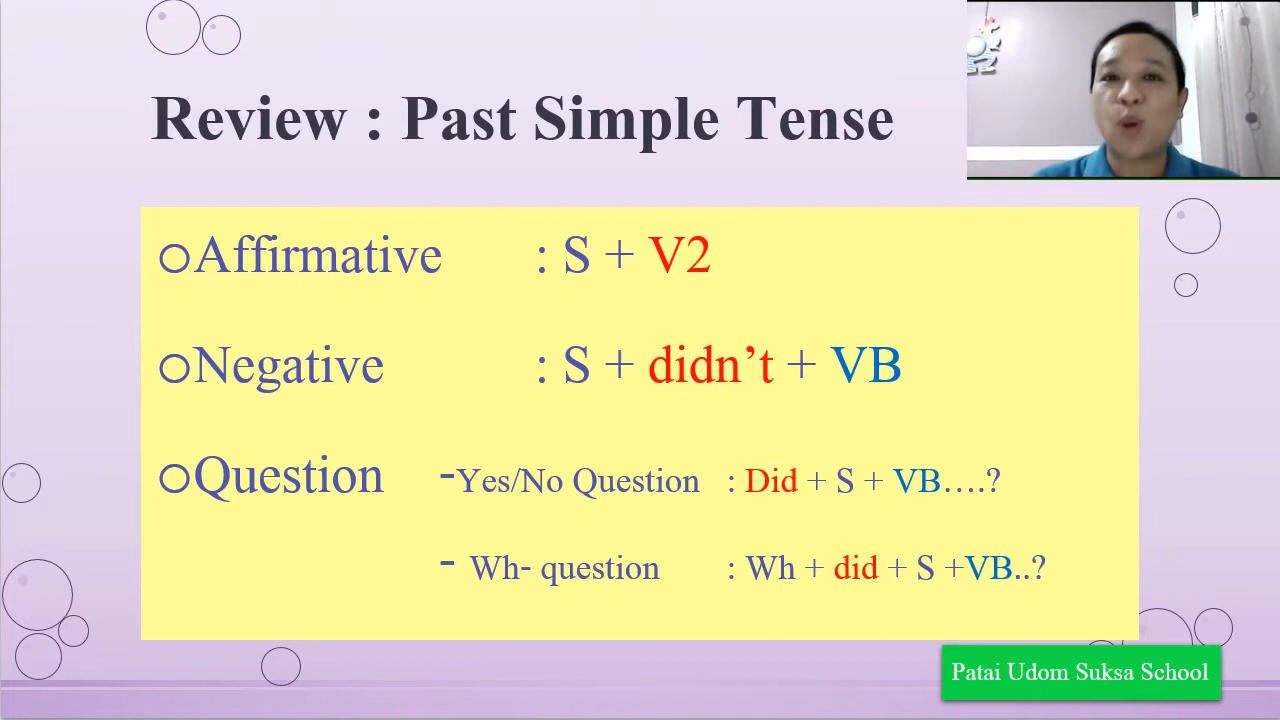 Review : Past Simple Tense
Affirmative : S + V2
Negative : S + didn’t + VB
Question -Yes/No Question : Did + S + VB….?
- Wh- question : Wh + did + S +VB..?
Patai Udom Suksa School